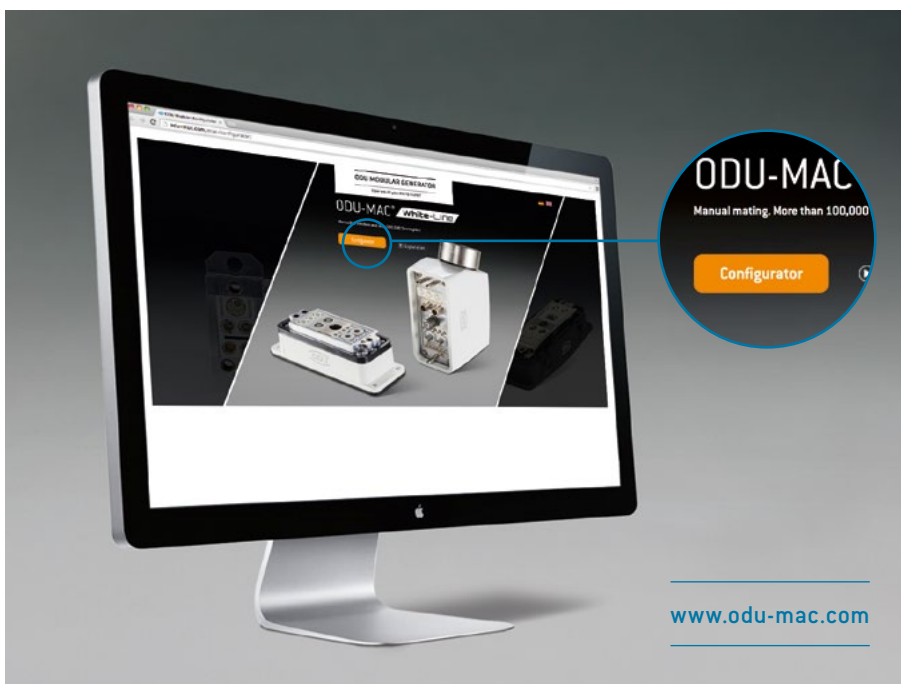 ODU MODULAR GENERATOR
ODU-MAC® White-Line
Configurator
ODU-MAC
Manual mating. More than 100,000
Configurator
www.odu-mac.com